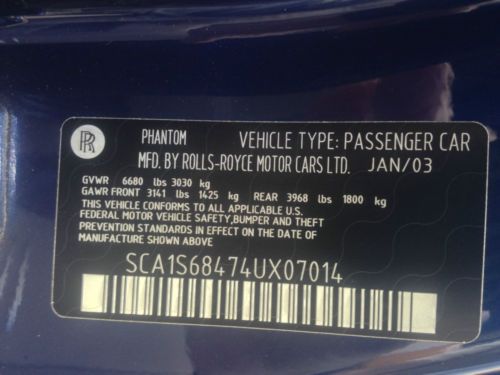 RR
PHANTOM VEHICLE TYPE: PASSENGER CAR
MFD. BY ROLLS-ROYCE MOTOR CARS LTD. JAN/03
GVWR 6680 lbs 3030 kg
GAWR FRONT 3141 lbs 1425 kg REAR 3968 lbs 1800 kg
THIS VEHICLE CONFORMS TO ALL APPLICABLE U.S.
FEDERAL MOTOR VEHICLE SAFETY,BUMPER AND THEFT
PREVENTION STANDARDS IN EFFECT ON THE DATE OF
MANUFACTURE SHOWN ABOVE
SCA1S68474UX07014